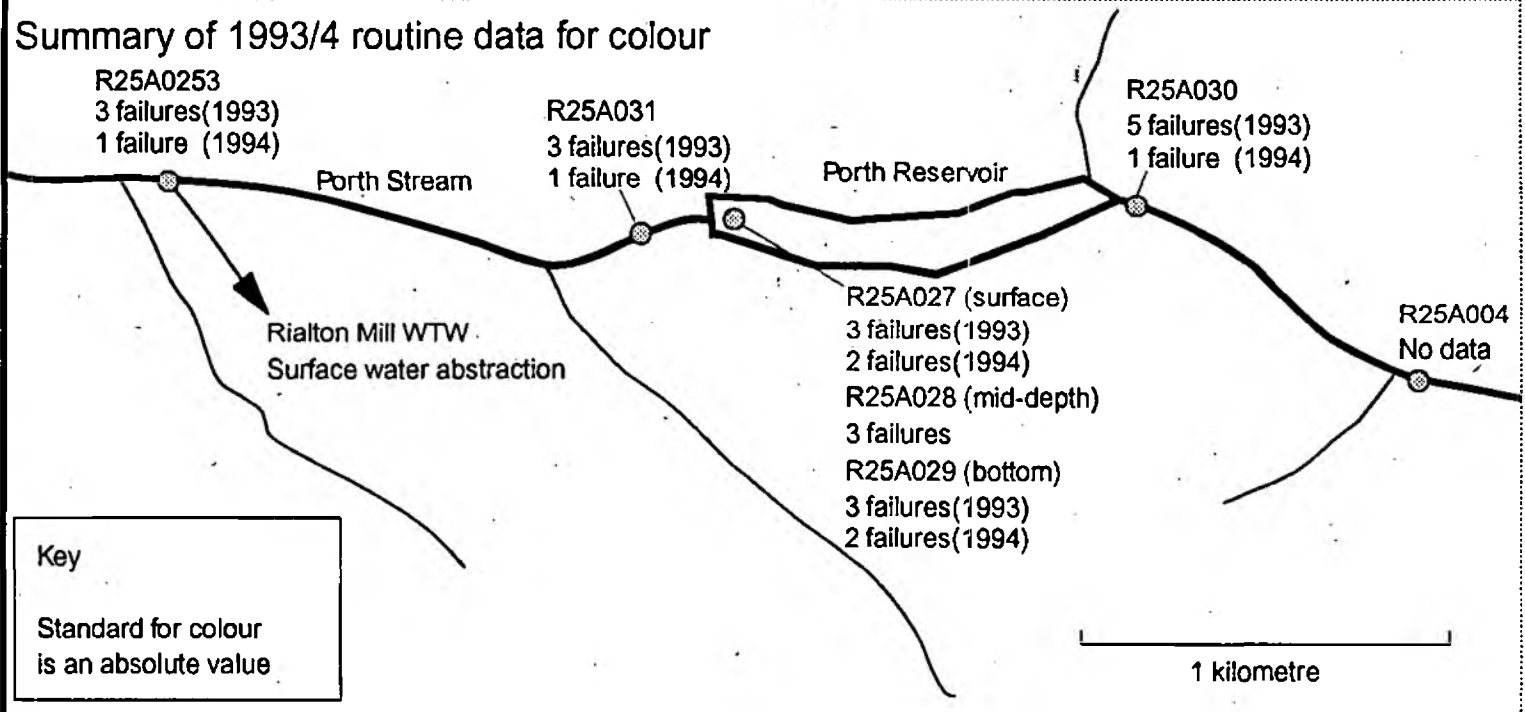 Summary of 1993/4 routine data for colour
R25A0253
3 failures(1993)
1 failure (1994)
R25A031
3 failures(1993)
1 failure (1994)
R25A030
5 failures(1993)
1 failure (1994)
Porth Stream
Porth Reservoir
Rialton Mill WTW
Surface water abstraction
R25A027 (surface)
3 failures(1993)
2 failures(1994)
R25A028 (mid-depth)
3 failures
R25A029 (bottom)
3 failures(1993)
2 failures(1994)
R25A004
No data
Key
Standard for colour
is an absolute value
1 kilometre